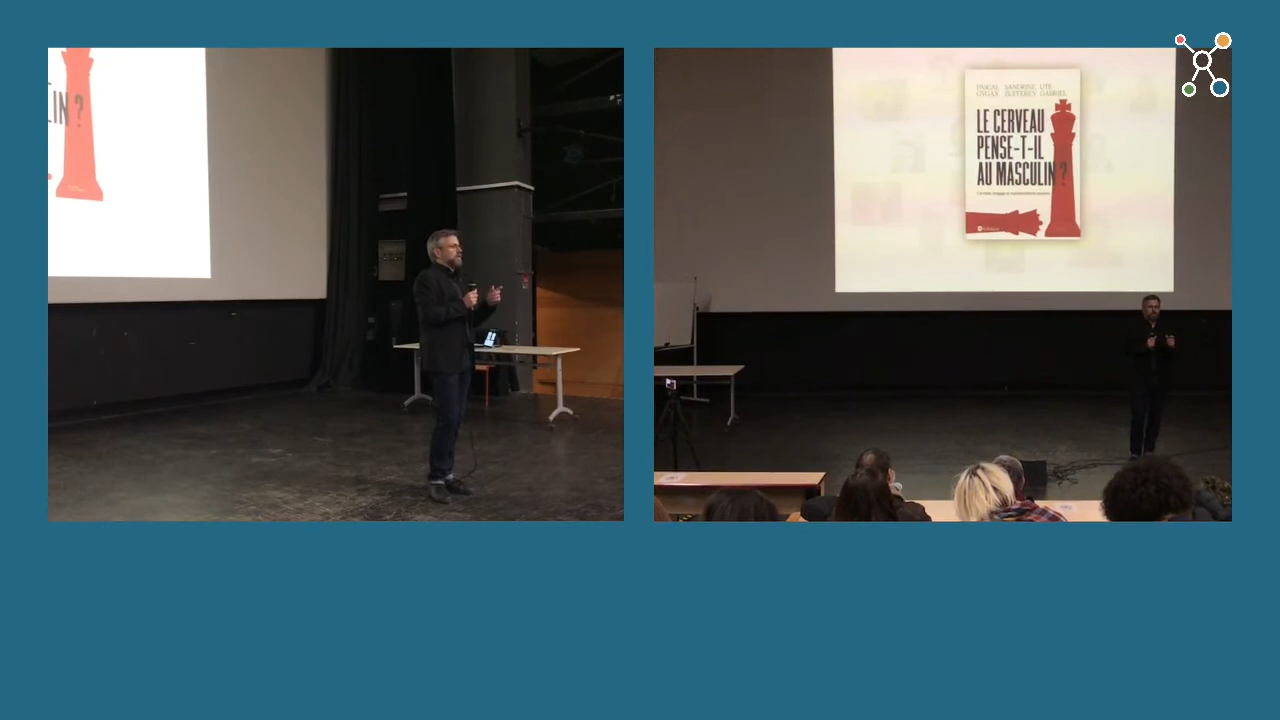 LIN ?
PASCAL SANDRINE UTE
GYGAX ZUFFEREY GABRIEL
LE CERVEAU
PENSE-T-IL
AU MASCULIN ?